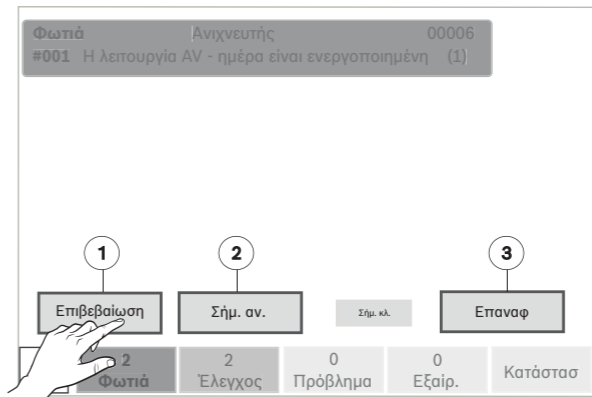 Φωτιά Ανιχνευτής 00006
#001 Η λειτουργία AV - ημέρα είναι ενεργοποιημένη (1)
1 2 3
Επιβεβαίωση Σήμ. αν. Σήμ. κλ. Επαναφ
2 2 0 0
Φωτιά Έλεγχος Πρόβλημα Εξαίρ. Κατάστασ